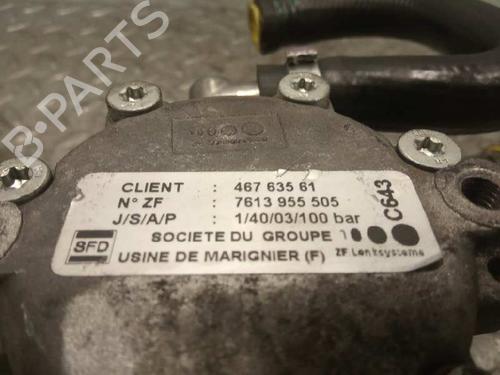 B-PARTS
CLIENT : 467 635 61
N° ZF : 7613 955 505
J/S/A/P : 1/40/03/100 bar
C643
SFD
SOCIETE DU GROUPE
USINE DE MARIGNIER (F) ZF Lenksysteme